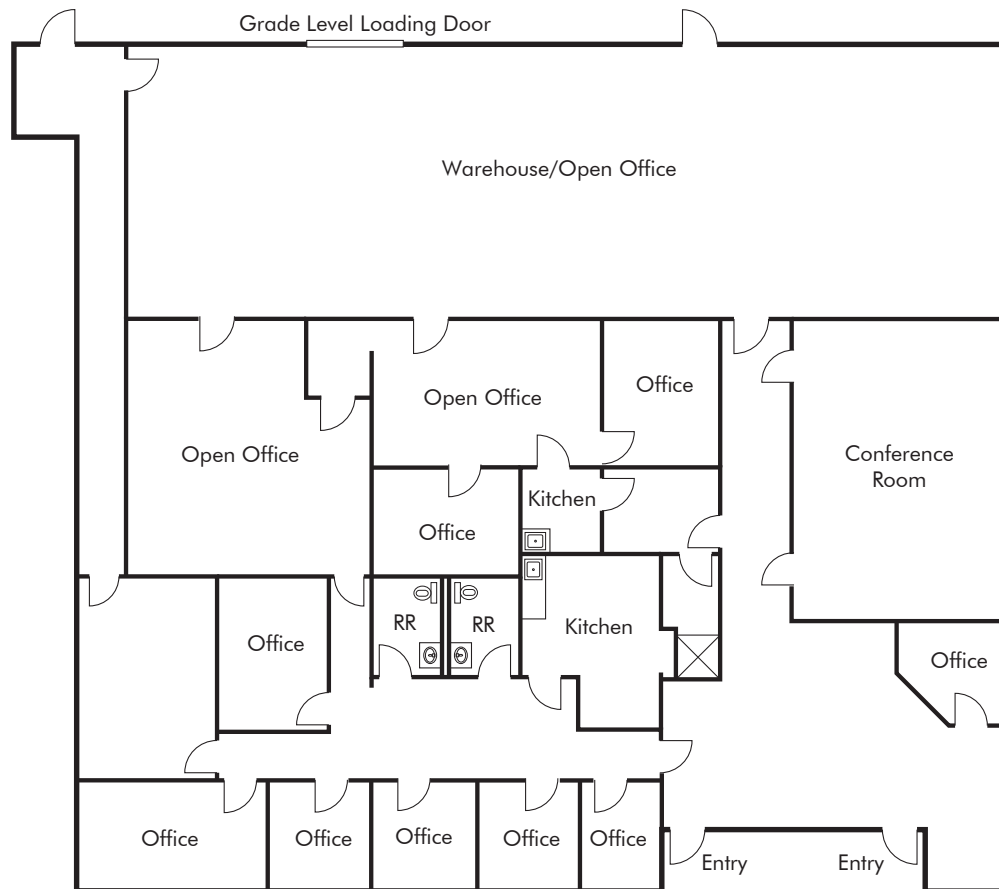 Grade Level Loading Door
Warehouse/Open Office
Office
Open Office
Open Office
Conference
Room
Kitchen
Office
RR
RR
Kitchen
Office
Office
Office
Office
Office
Office
Office
Entry
Entry